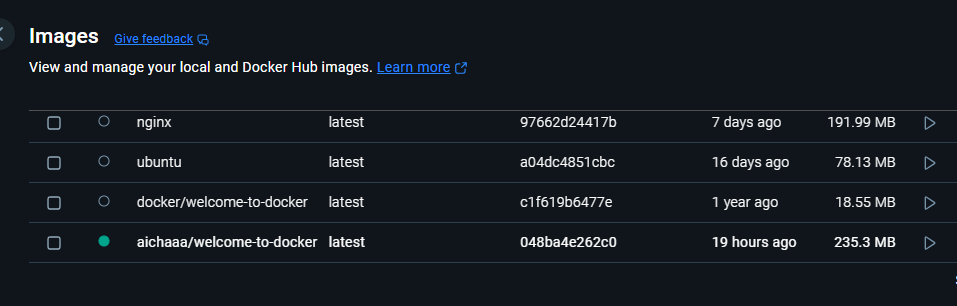 Images Give feedback
View and manage your local and Docker Hub images. Learn more
nginx latest 97662d24417b 7 days ago 191.99 MB
ubuntu latest a04dc4851cbc 16 days ago 78.13 MB
docker/welcome-to-docker latest c1f619b6477e 1 year ago 18.55 MB
aichaaa/welcome-to-docker latest 048ba4e262c0 19 hours ago 235.3 MB